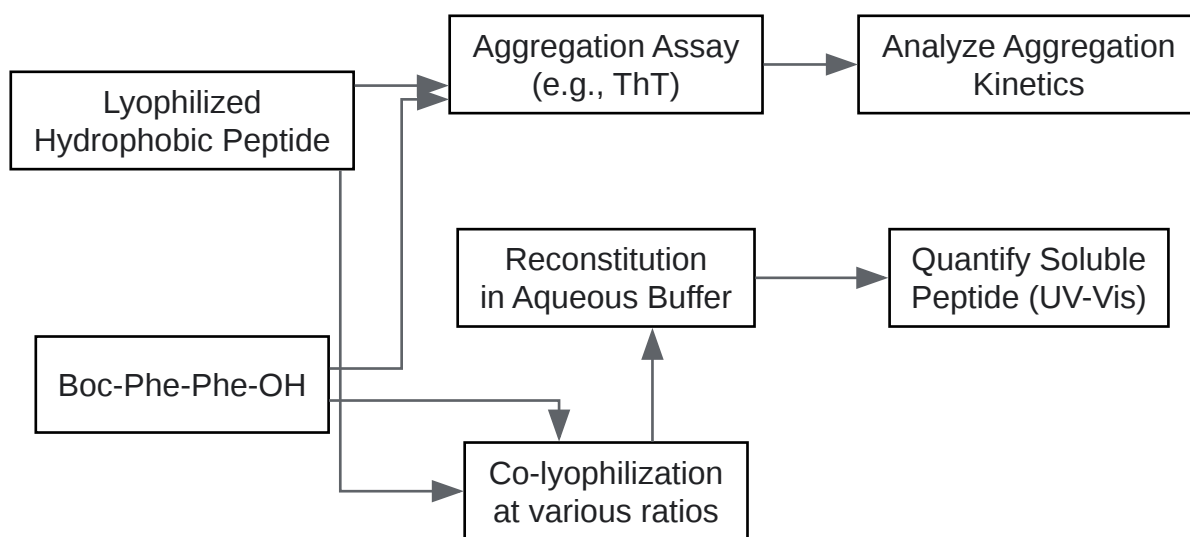 Lyophilized
Hydrophobic Peptide
Aggregation Assay
(e.g., ThT)
Analyze Aggregation
Kinetics
Reconstitution
in Aqueous Buffer
Quantify Soluble
Peptide (UV-Vis)
Boc-Phe-Phe-OH
Co-lyophilization
at various ratios